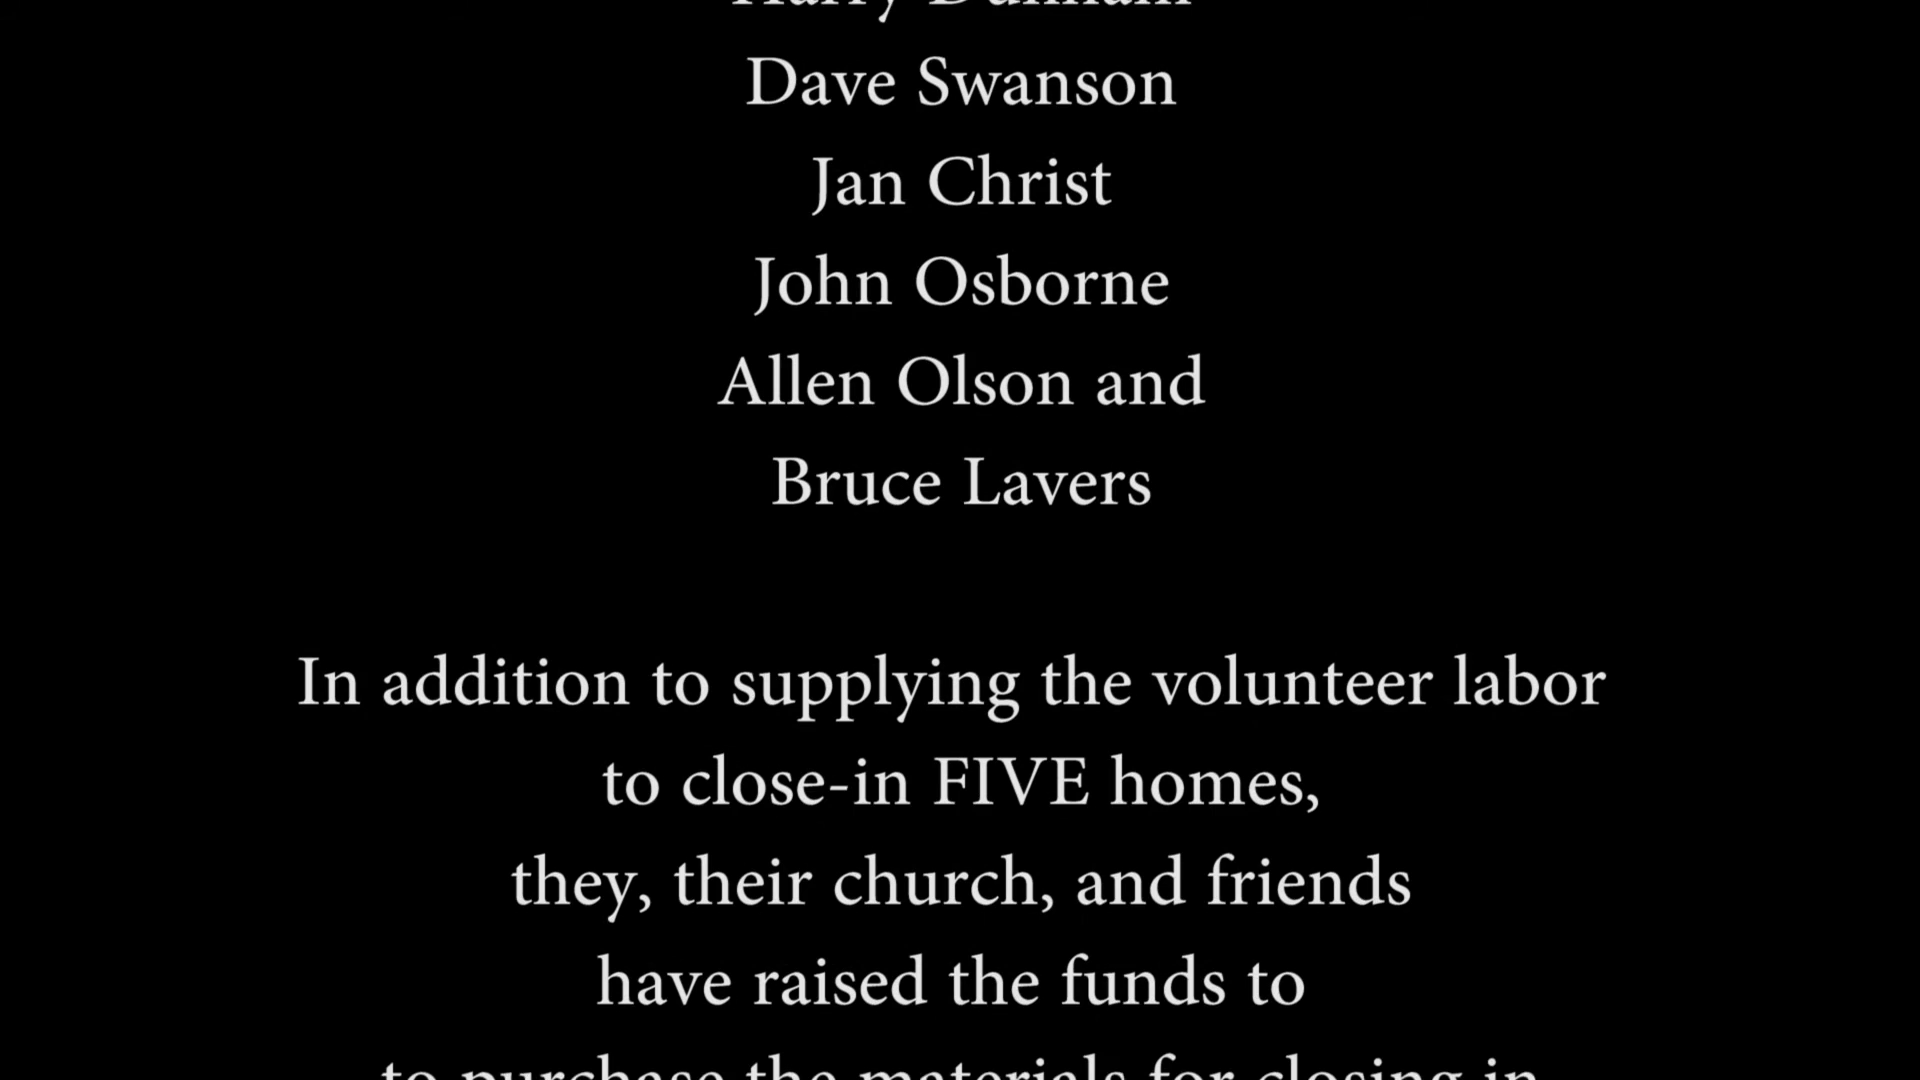 Dave Swanson
Jan Christ
John Osborne
Allen Olson and
Bruce Lavers
In addition to supplying the volunteer labor
to close-in FIVE homes,
they, their church, and friends
have raised the funds to
to purchase the materials for closing in